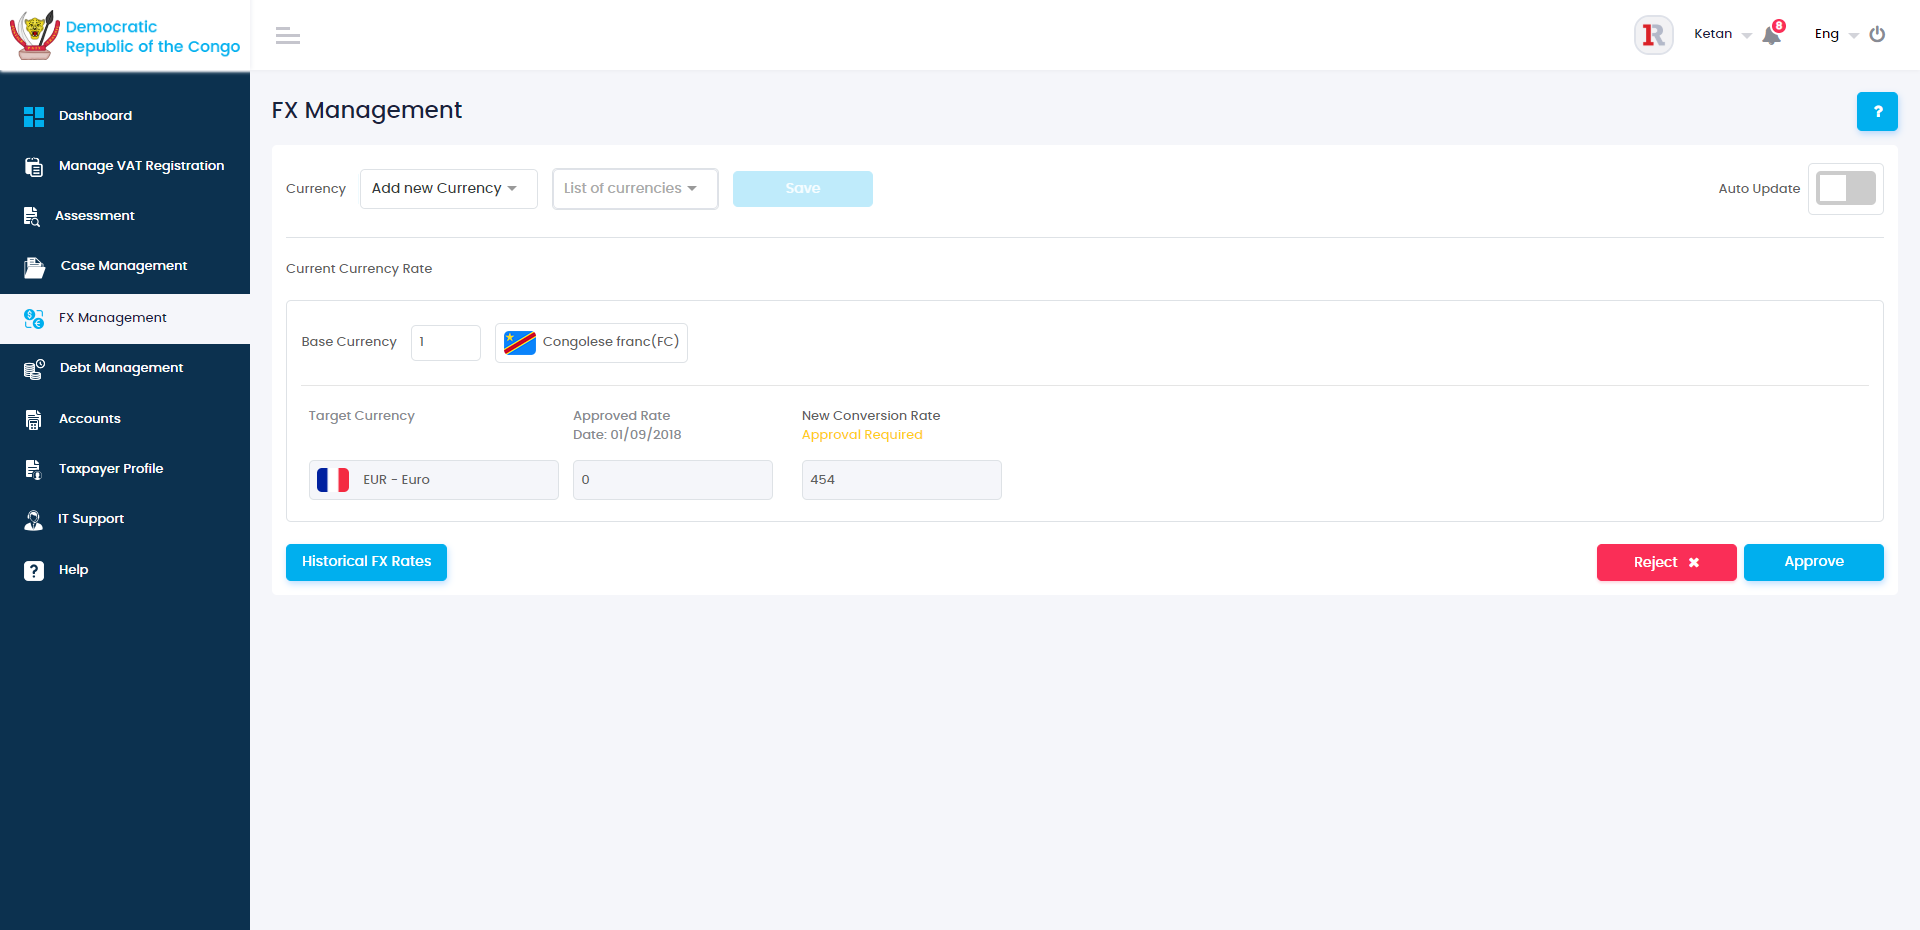 Democratic
Republic of the Congo
1R
Ketan
8
Eng
Dashboard
Manage VAT Registration
Assessment
Case Management
FX Management
Debt Management
Accounts
Taxpayer Profile
IT Support
? Help
FX Management
?
Currency Add new Currency List of currencies Save Auto Update
Current Currency Rate
Base Currency 1 Congolese franc(FC)
Target Currency Approved Rate New Conversion Rate
Date: 01/09/2018 Approval Required
EUR - Euro 0 454
Historical FX Rates Reject ✖ Approve